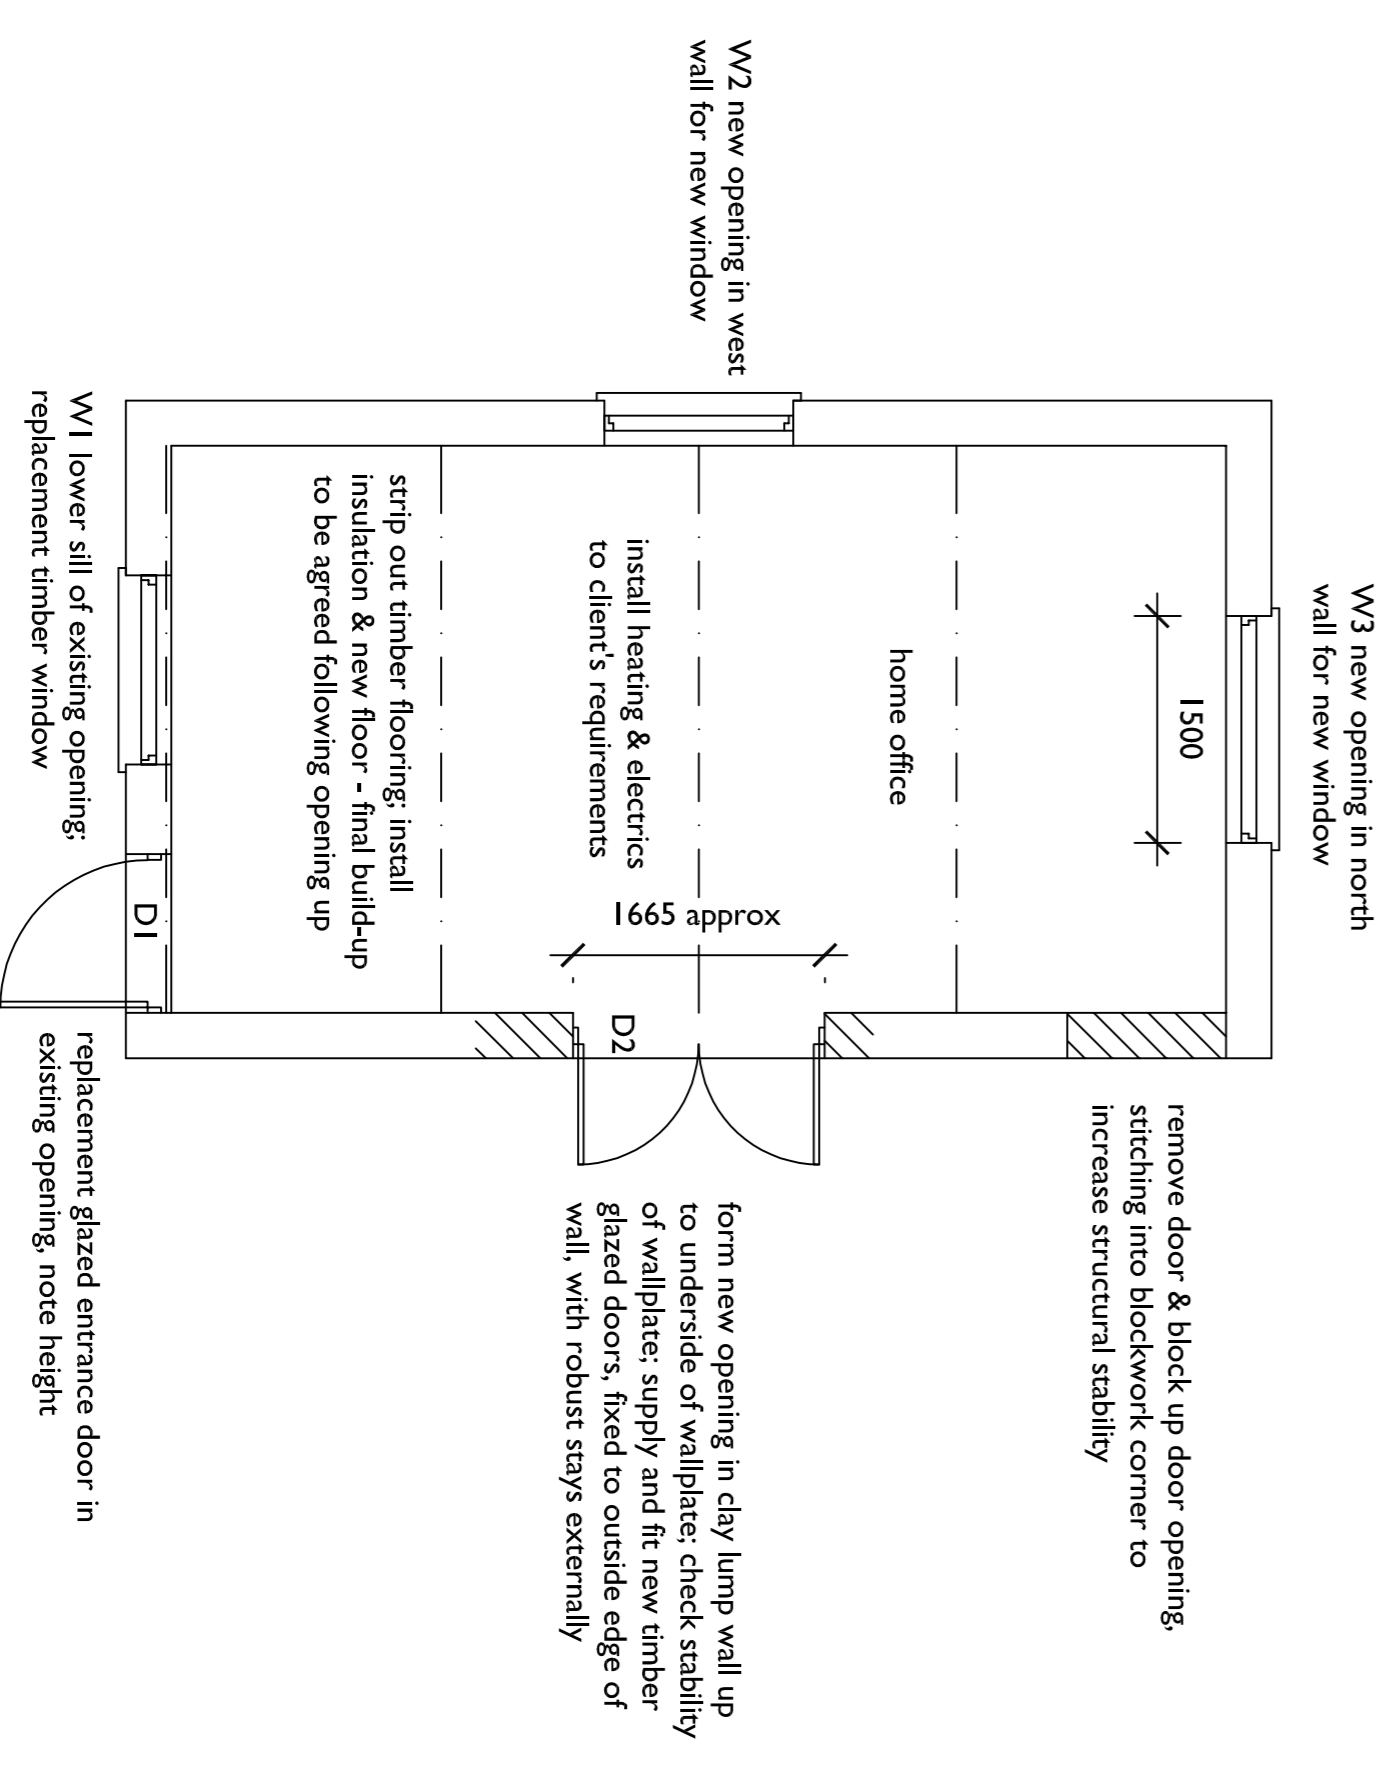 W3 new opening in north
wall for new window
1500
remove door & block up door opening,
stitching into blockwork corner to
increase structural stability
home office
W2 new opening in west
wall for new window
install heating & electrics
to client's requirements
1665 approx
D2
form new opening in clay lump wall up
to underside of wallplate; check stability
of wallplate; supply and fit new timber
glazed doors, fixed to outside edge of
wall, with robust stays externally
strip out timber flooring; install
insulation & new floor - final build-up
to be agreed following opening up
D1
W1 lower sill of existing opening;
replacement timber window
replacement glazed entrance door in
existing opening, note height